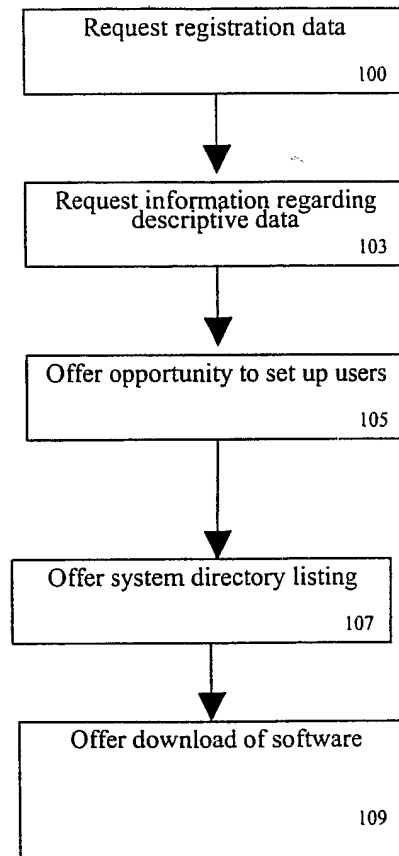 Request registration data
100
Request information regarding
descriptive data
103
Offer opportunity to set up users
105
Offer system directory listing
107
Offer download of software
109